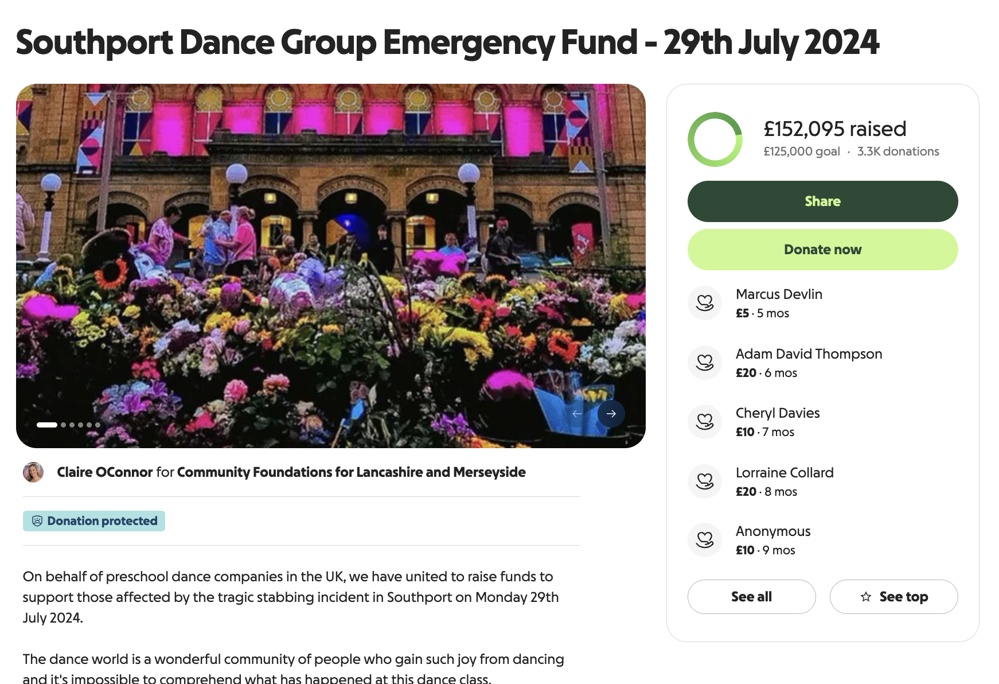 Southport Dance Group Emergency Fund - 29th July 2024
£152,095 raised
£125,000 goal · 3.3K donations
Share
Donate now
Marcus Devlin
£5 · 5 mos
Adam David Thompson
£20 · 6 mos
Cheryl Davies
£10 · 7 mos
Lorraine Collard
£20 · 8 mos
Anonymous
£10 · 9 mos
See all
See top
Claire OConnor for Community Foundations for Lancashire and Merseyside
Donation protected
On behalf of preschool dance companies in the UK, we have united to raise funds to
support those affected by the tragic stabbing incident in Southport on Monday 29th
July 2024.
The dance world is a wonderful community of people who gain such joy from dancing
and it's impossible to comprehend what has happened at this dance class.